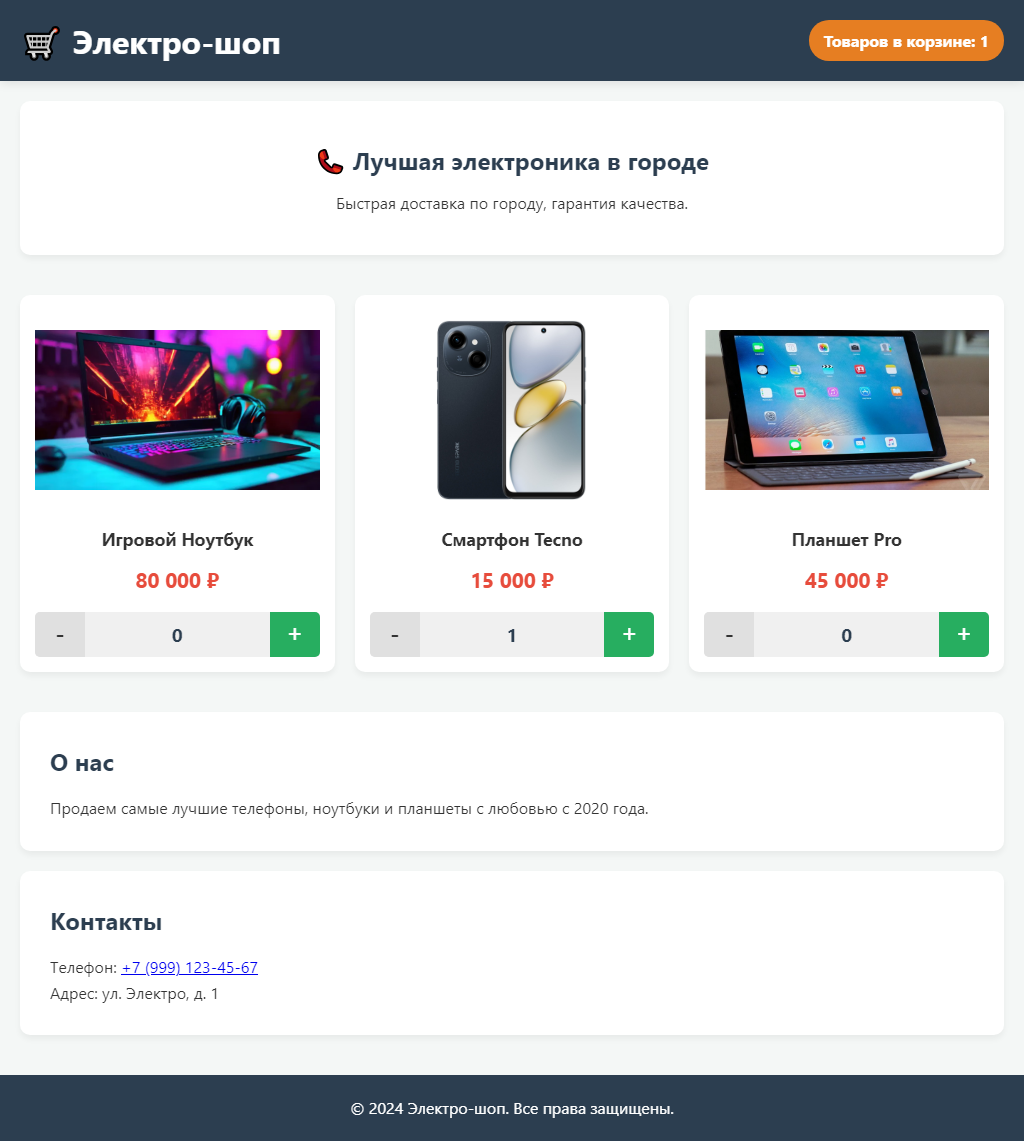 Электро-шоп
Товаров в корзине: 1
Лучшая электроника в городе
Быстрая доставка по городу, гарантия качества.
Игровой Ноутбук
80 000 ₽
- 0 +
Смартфон Tecno
15 000 ₽
- 1 +
Планшет Pro
45 000 ₽
- 0 +
О нас
Продаем самые лучшие телефоны, ноутбуки и планшеты с любовью с 2020 года.
Контакты
Телефон: +7 (999) 123-45-67
Адрес: ул. Электро, д. 1
© 2024 Электро-шоп. Все права защищены.